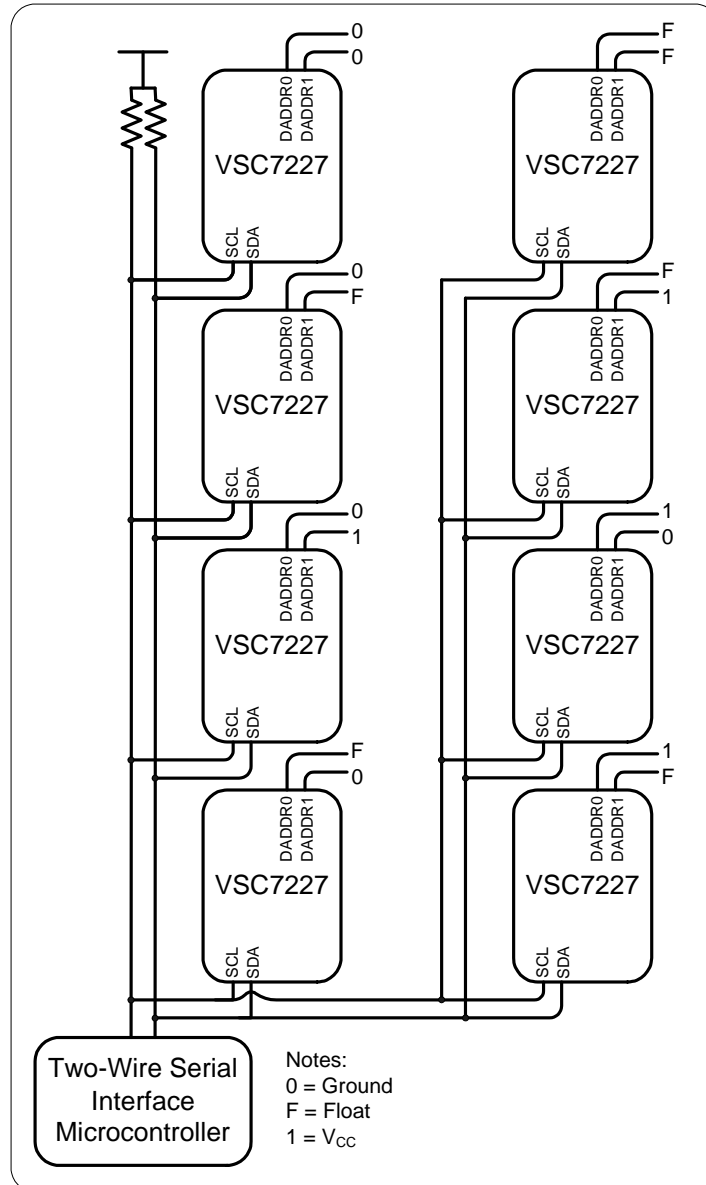 0
0
DADDR0
DADDR1
VSC7227
SCL
SDA
0
F
DADDR0
DADDR1
VSC7227
SCL
SDA
0
1
DADDR0
DADDR1
VSC7227
SCL
SDA
F
0
DADDR0
DADDR1
VSC7227
SCL
SDA
F
F
DADDR0
DADDR1
VSC7227
SCL
SDA
F
1
DADDR0
DADDR1
VSC7227
SCL
SDA
1
0
DADDR0
DADDR1
VSC7227
SCL
SDA
1
F
DADDR0
DADDR1
VSC7227
SCL
SDA
Two-Wire Serial
Interface
Microcontroller
Notes:
0 = Ground
F = Float
1 = VCC